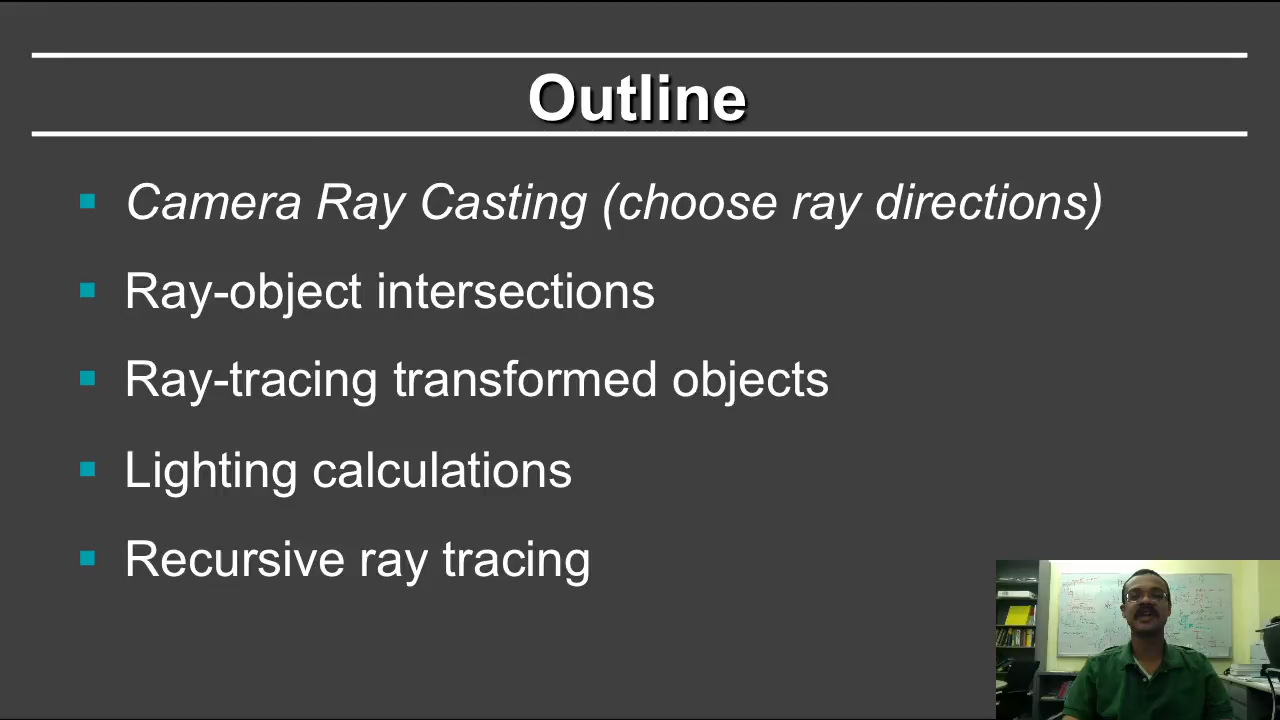 Outline
Camera Ray Casting (choose ray directions)
Ray-object intersections
Ray-tracing transformed objects
Lighting calculations
Recursive ray tracing